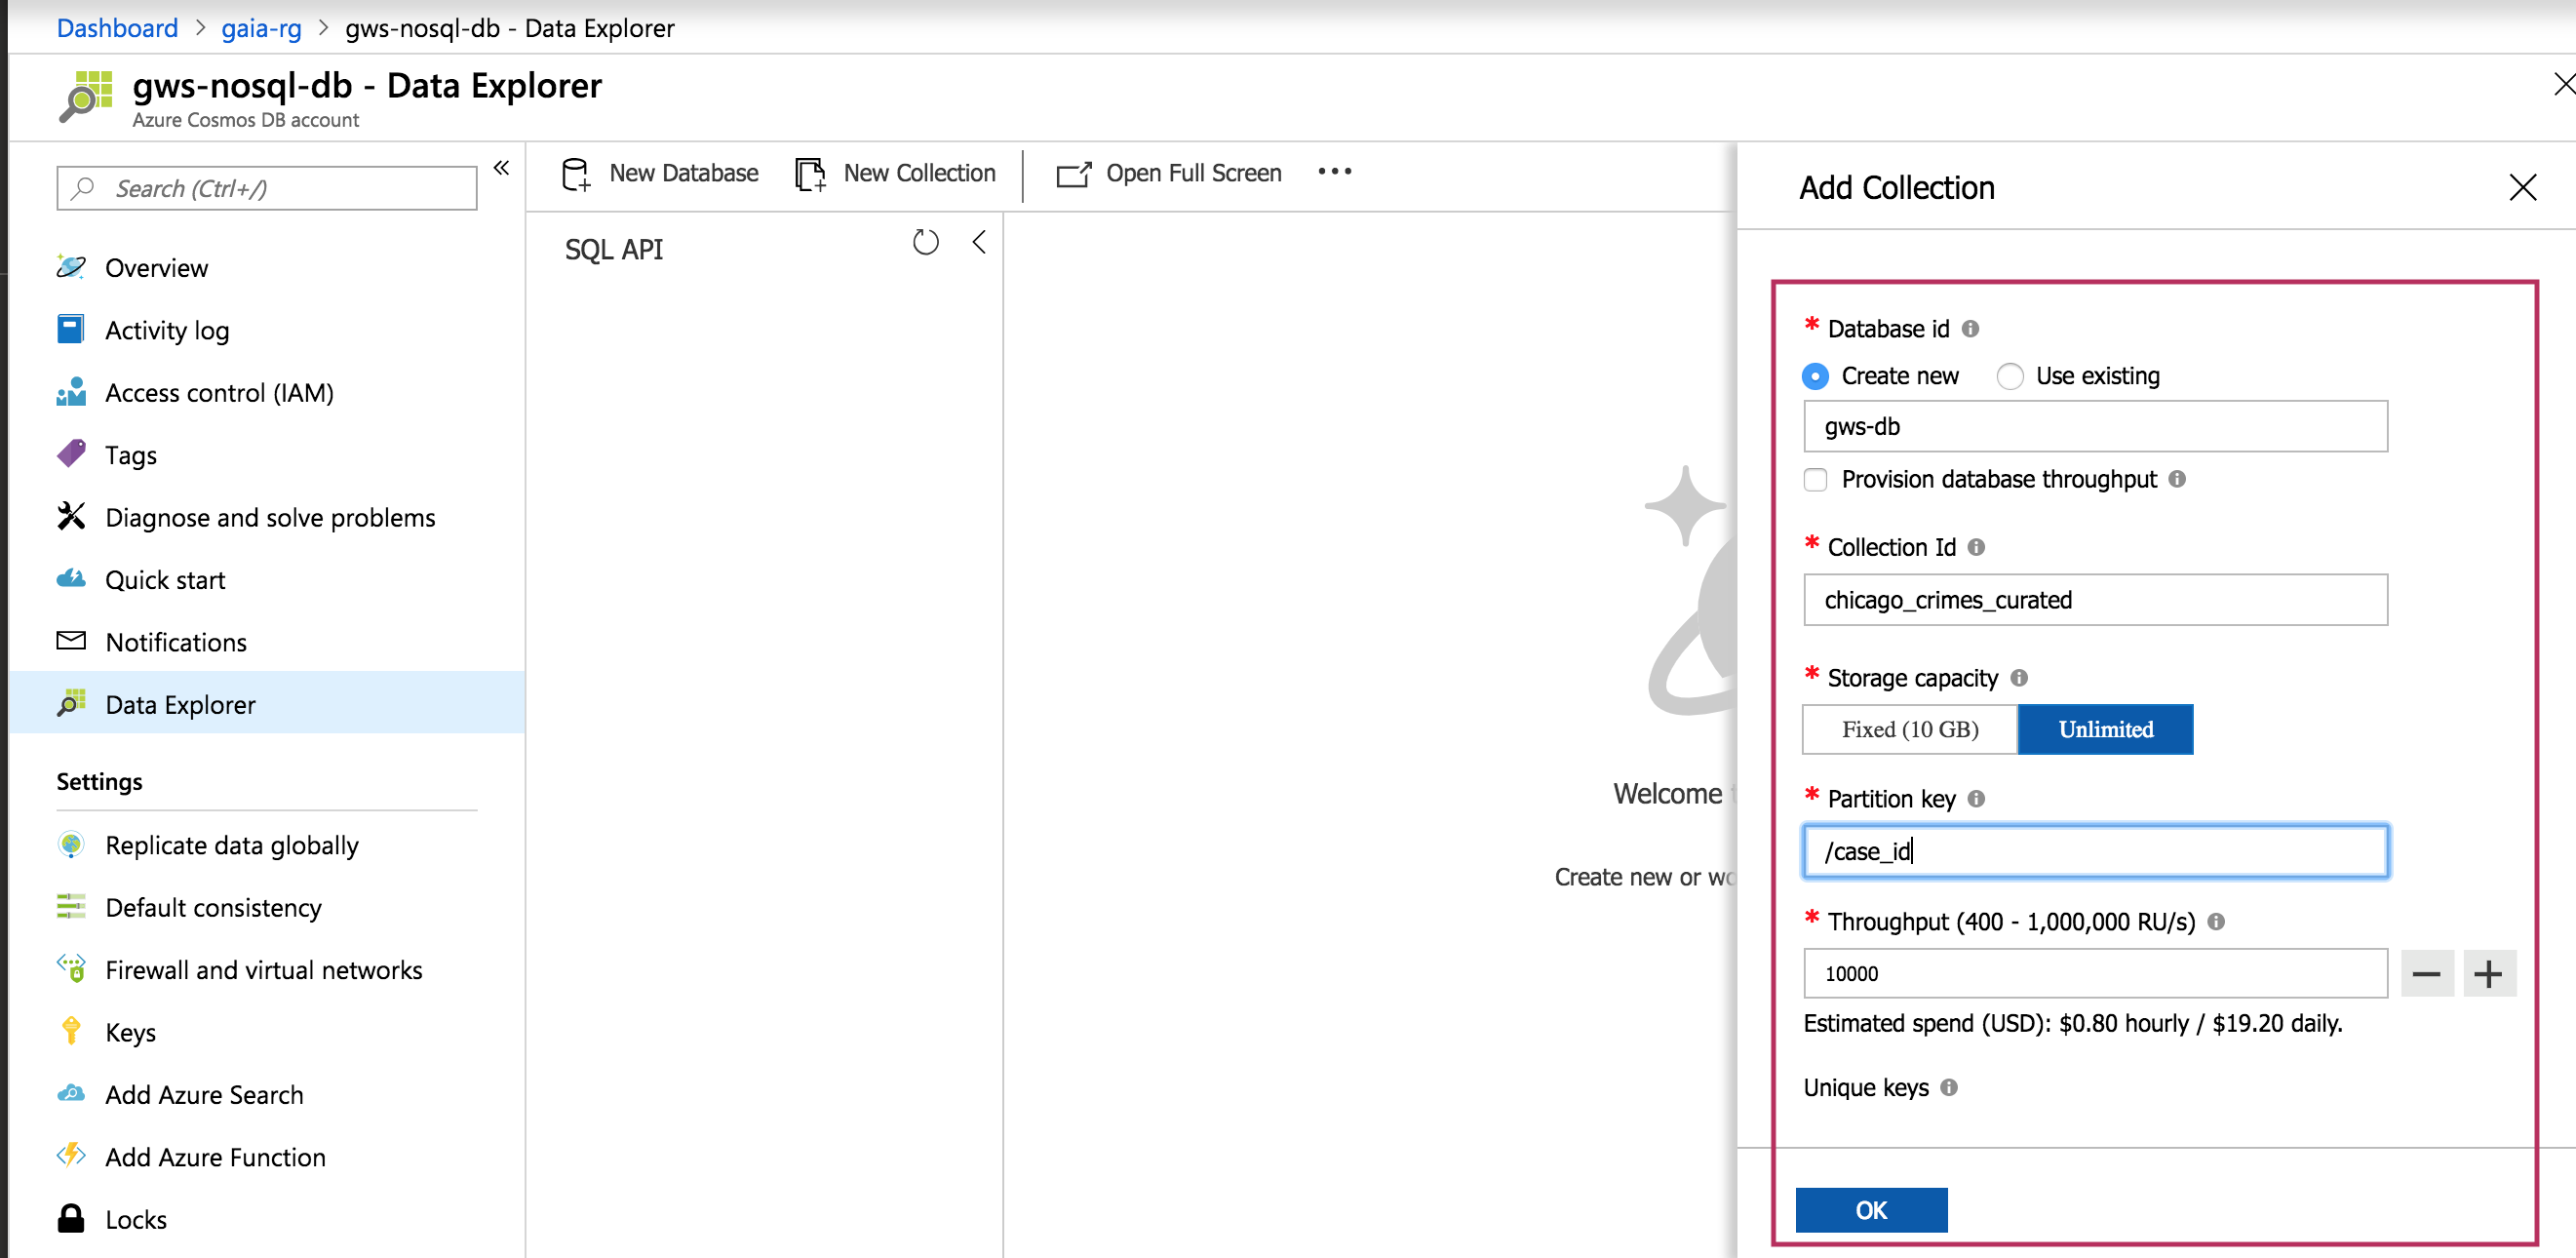 Dashboard > gaia-rg > gws-nosql-db - Data Explorer
gws-nosql-db - Data Explorer
Azure Cosmos DB account
Search (Ctrl+/)
Overview
Activity log
Access control (IAM)
Tags
Diagnose and solve problems
Quick start
Notifications
Data Explorer
Settings
Replicate data globally
Default consistency
Firewall and virtual networks
Keys
Add Azure Search
Add Azure Function
Locks
New Database New Collection Open Full Screen ...
SQL API
Welcome
Create new or
Add Collection
* Database id
Create new Use existing
gws-db
Provision database throughput
* Collection Id
chicago_crimes_curated
* Storage capacity
Fixed (10 GB) Unlimited
* Partition key
/case_id
* Throughput (400 - 1,000,000 RU/s)
10000
Estimated spend (USD): $0.80 hourly / $19.20 daily.
Unique keys
OK